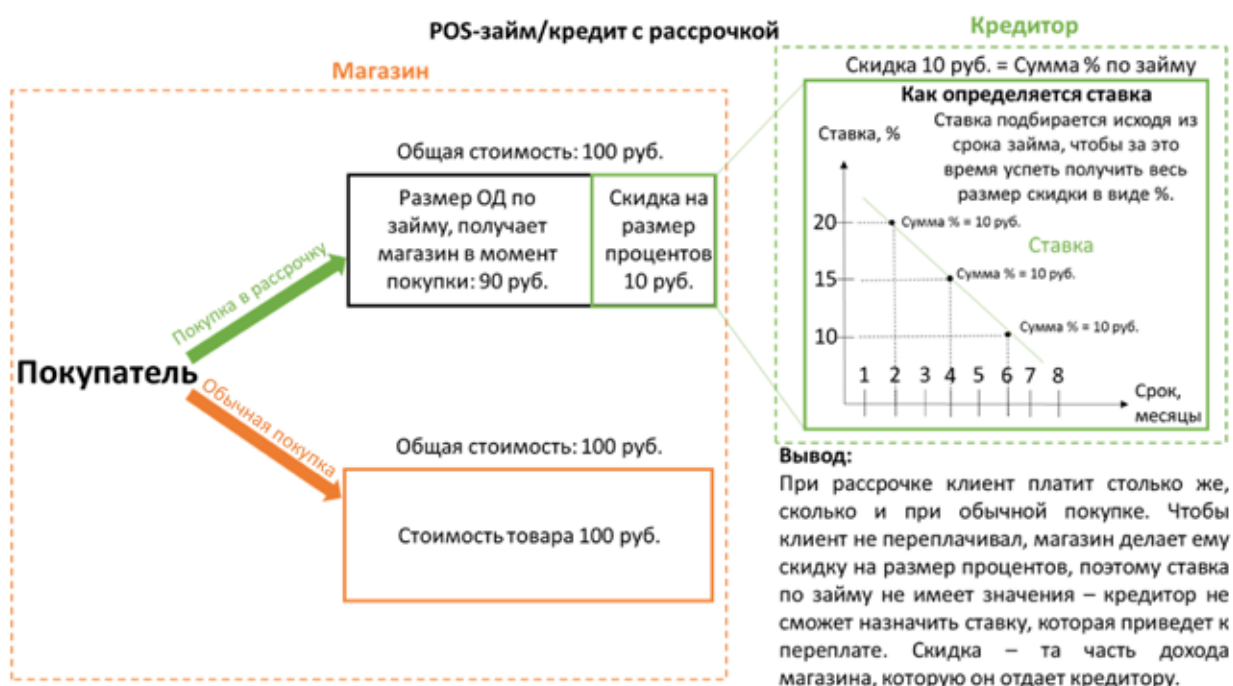 POS-займ/кредит с рассрочкой
Магазин
Покупатель
Покупка в рассрочку
Общая стоимость: 100 руб.
Размер ОД по
займу, получает
магазин в момент
покупки: 90 руб.
Скидка на
размер
процентов
10 руб.
Обычная покупка
Общая стоимость: 100 руб.
Стоимость товара 100 руб.
Кредитор
Скидка 10 руб. = Сумма % по займу
Как определяется ставка
Ставка подбирается исходя из
срока займа, чтобы за это
время успеть получить весь
размер скидки в виде %.
Ставка, %
20
Сумма % = 10 руб.
Ставка
15
Сумма % = 10 руб.
10
Сумма % = 10 руб.
1 2 3 4 5 6 7 8
Срок,
месяцы
Вывод:
При рассрочке клиент платит столько же,
сколько и при обычной покупке. Чтобы
клиент не переплачивал, магазин делает ему
скидку на размер процентов, поэтому ставка
по займу не имеет значения – кредитор не
сможет назначить ставку, которая приведет к
переплате. Скидка – та часть дохода
магазина, которую он отдает кредитору.